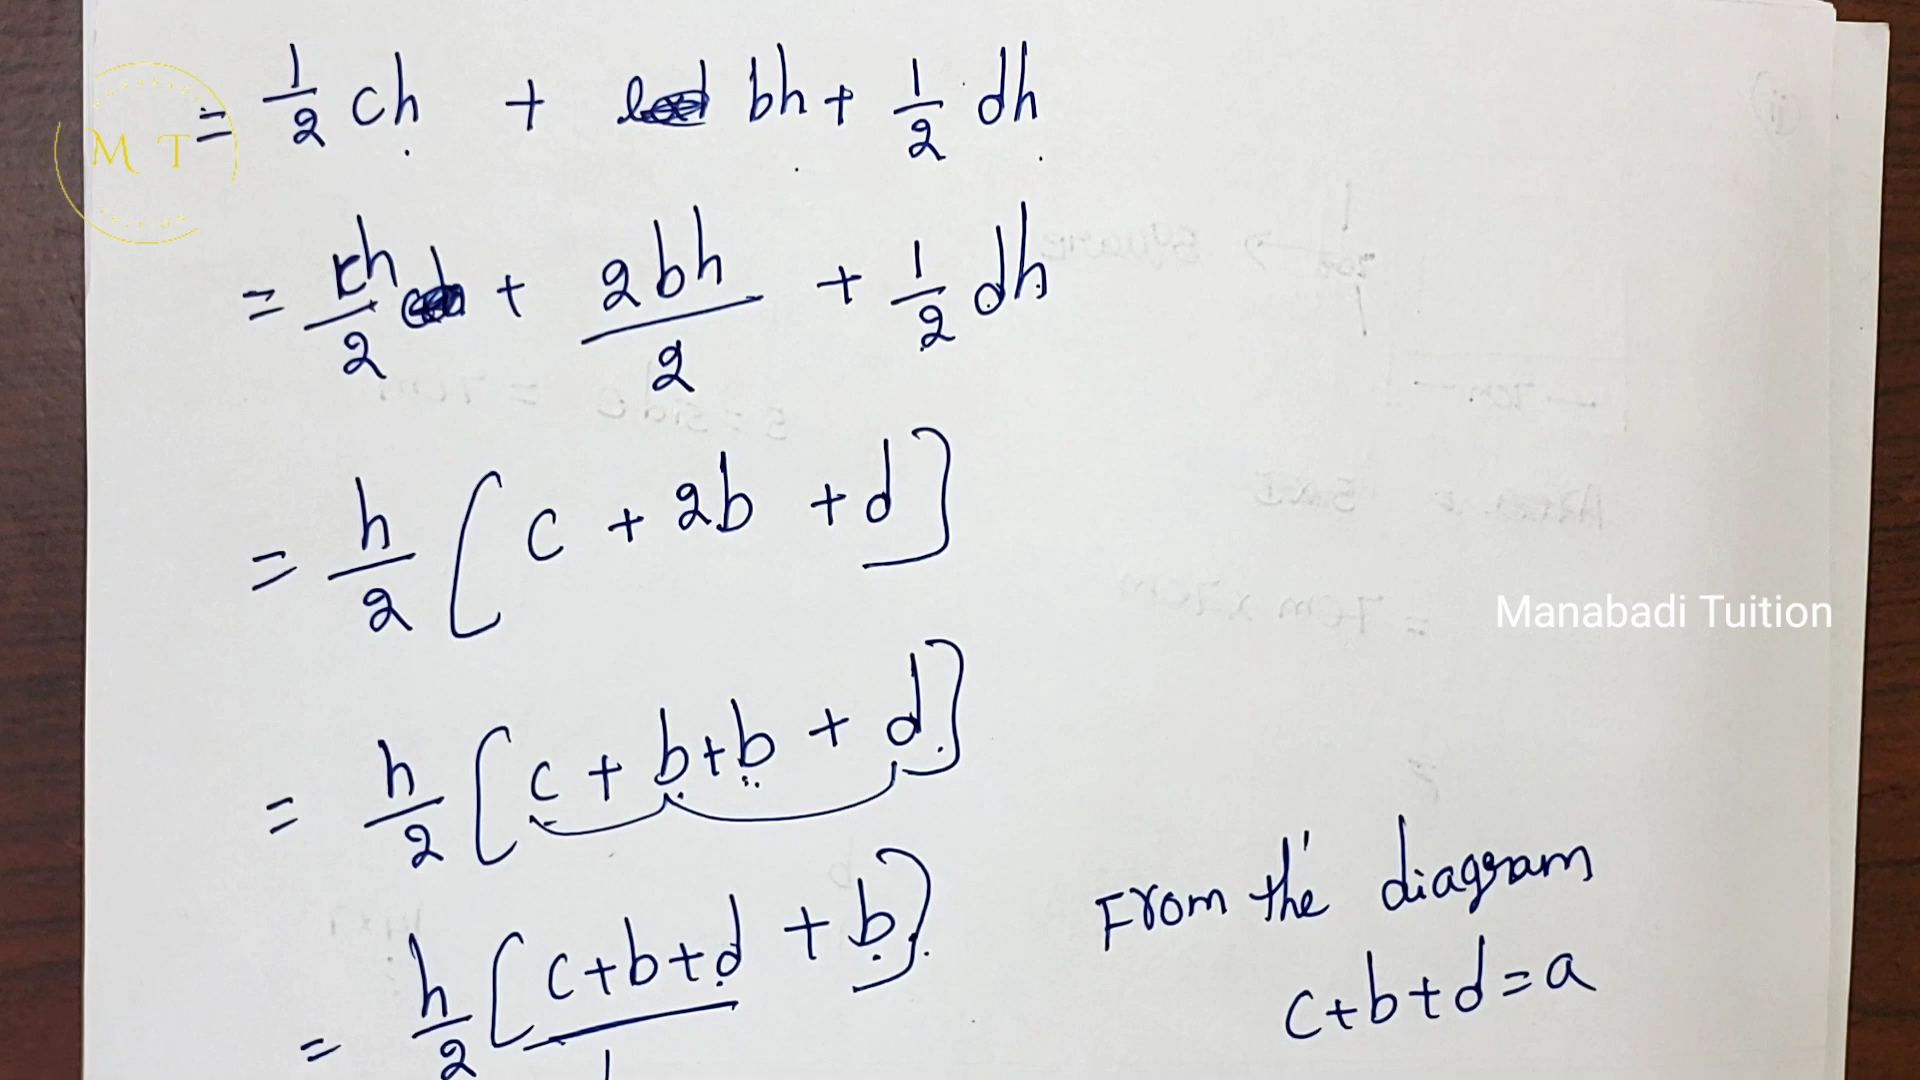 = 1/2 ch + bh + 1/2 dh
= ch/2 + 2bh/2 + 1/2 dh
= h/2 [c + 2b + d]
= h/2 [c + b+b + d]
= h/2 [c+b+d + b]
From the diagram
c+b+d=a
M T
Manabadi Tuition